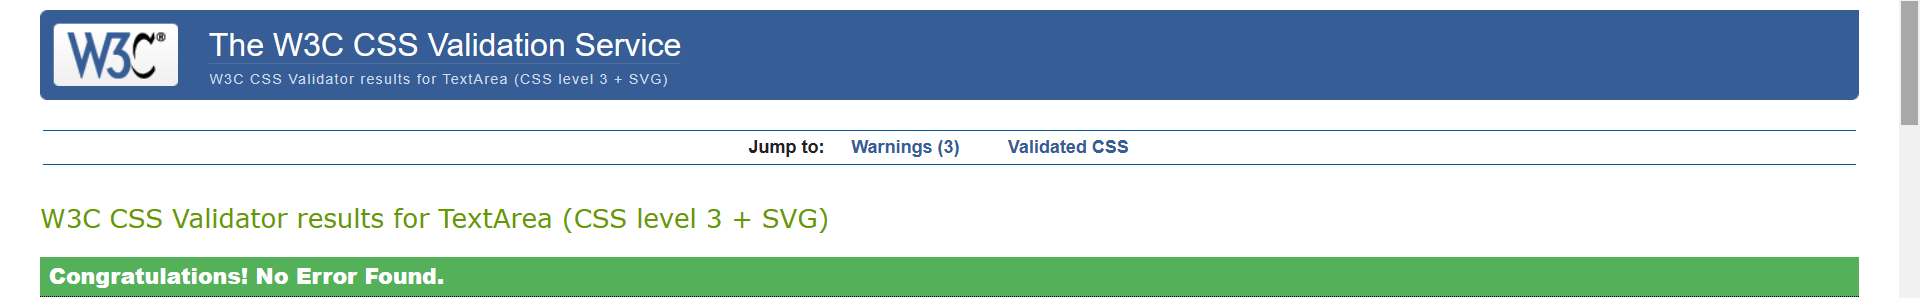 W3C®
The W3C CSS Validation Service
W3C CSS Validator results for TextArea (CSS level 3 + SVG)
Jump to: Warnings (3) Validated CSS
W3C CSS Validator results for TextArea (CSS level 3 + SVG)
Congratulations! No Error Found.